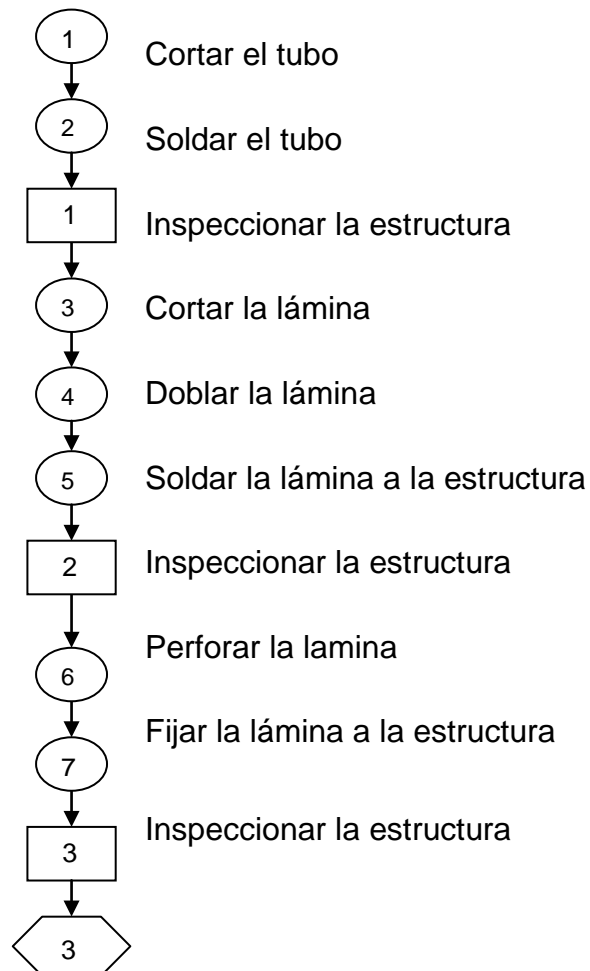 1 Cortar el tubo
2 Soldar el tubo
1 Inspeccionar la estructura
3 Cortar la lámina
4 Doblar la lámina
5 Soldar la lámina a la estructura
2 Inspeccionar la estructura
6 Perforar la lamina
7 Fijar la lámina a la estructura
3 Inspeccionar la estructura
3